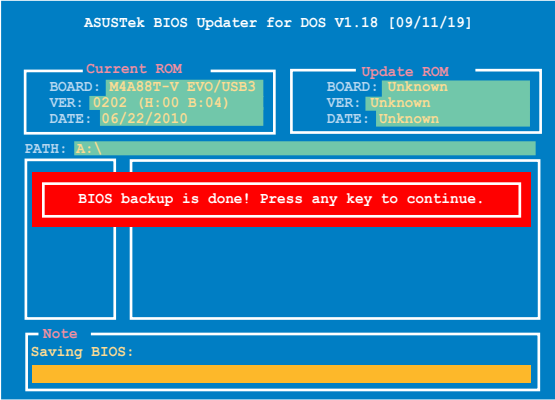 ASUSTek BIOS Updater for DOS V1.18 [09/11/19]
Current ROM
BOARD: M4A88T-V EVO/USB3
VER: 0202 (H:00 B:04)
DATE: 06/22/2010
Update ROM
BOARD: Unknown
VER: Unknown
DATE: Unknown
PATH: A:\
BIOS backup is done! Press any key to continue.
Note
Saving BIOS: